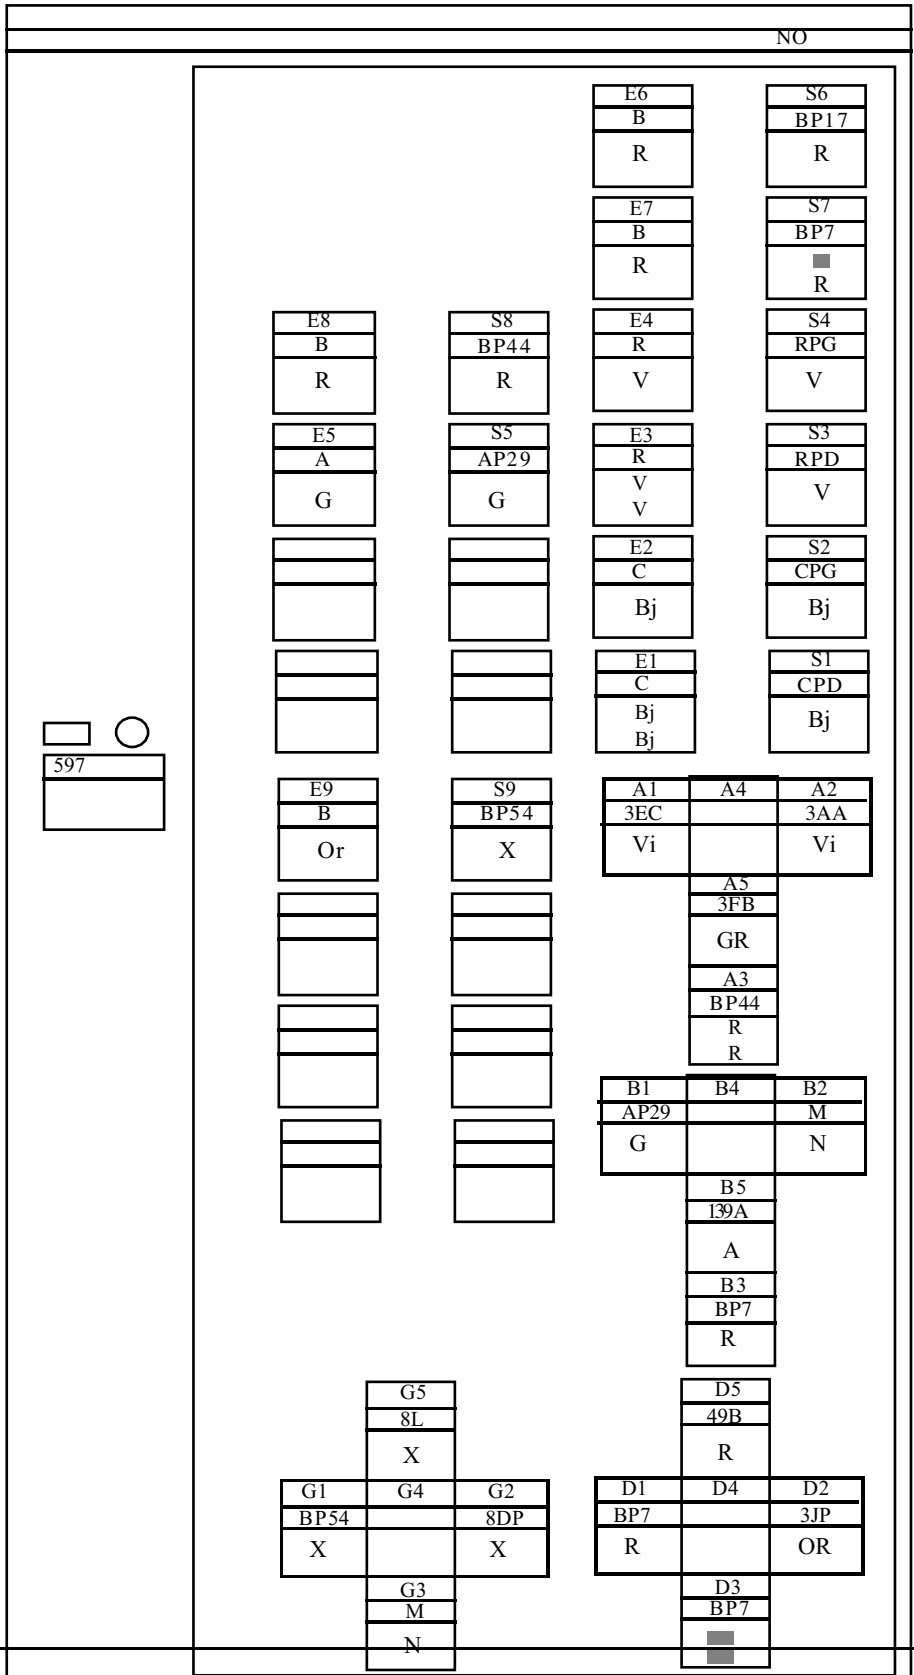 NO
E6 S6
B BP17
R R
E7 S7
B BP7
R R
E8 S8 E4 S4
B BP44 R RPG
R R V V
E5 S5 E3 S3
A AP29 R RPD
G G V V
V
E2 S2
C CPG
Bj Bj
E1 S1
C CPD
Bj Bj
Bj
597
E9 S9 A1 A4 A2
B BP54 3EC 3AA
Or X Vi Vi
A5
3FB
GR
A3
BP44
R
R
B1 B4 B2
AP29 M
G N
B5
139A
A
B3
BP7
R
G5 D5
8L 49B
X R
G1 G4 G2 D1 D4 D2
BP54 8DP BP7 3JP
X X R OR
G3 D3
M BP7
N